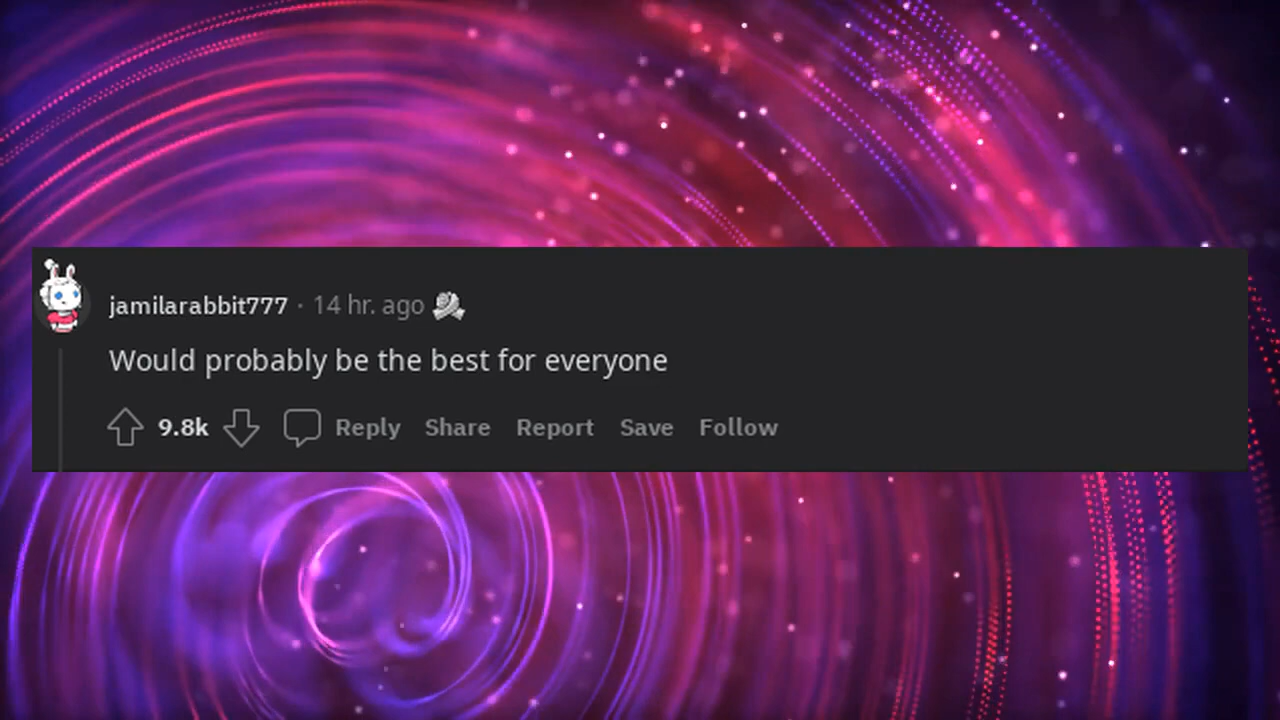 jamilarabbit777 · 14 hr. ago
Would probably be the best for everyone
9.8k Reply Share Report Save Follow